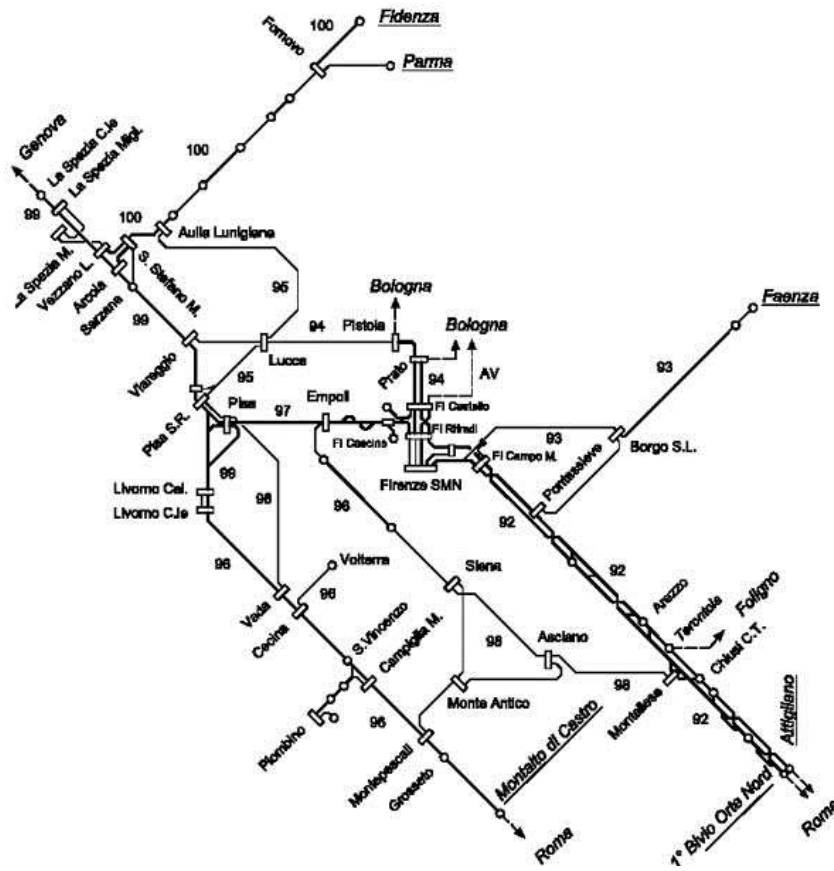 100
Fidenza
Fornovo
Parma
Genova
La Spezia C.le
La Spezia Migl.
100
99
100
La Spezia M.
Vezzano L.
Arcola
Sarzana
S. Stefano M.
Aulla Lunigiana
95
99
94
Bologna
Pistoia
Bologna
Faenza
Viareggio
Lucca
Prato
94
AV
93
95
Pisa S.R.
Pisa
97
Empoli
Fi Castello
Fi Cascine
Fi Rifredi
Firenze SMN
93
Fi Campo M.
Pontassieve
Borgo S.L.
99
98
Livorno Cal.
Livorno C.le
96
92
96
Volterra
Siena
92
Vada
Cecina
96
S.Vincenzo
Campiglia M.
Arezzo
Terontola
Foligno
Chiusi C.T.
98
Asciano
98
Piombino
96
Monte Antico
Montallese
92
Attigliano
Montepescali
Grosseto
Montalto di Castro
Roma
1° Bivio Orte Nord
Roma